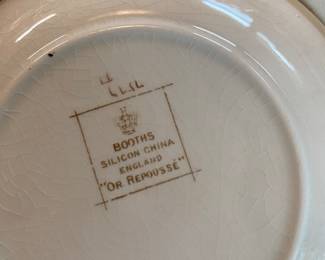 BOOTHS
SILICON CHINA
ENGLAND
"OR REPOUSSÉ"